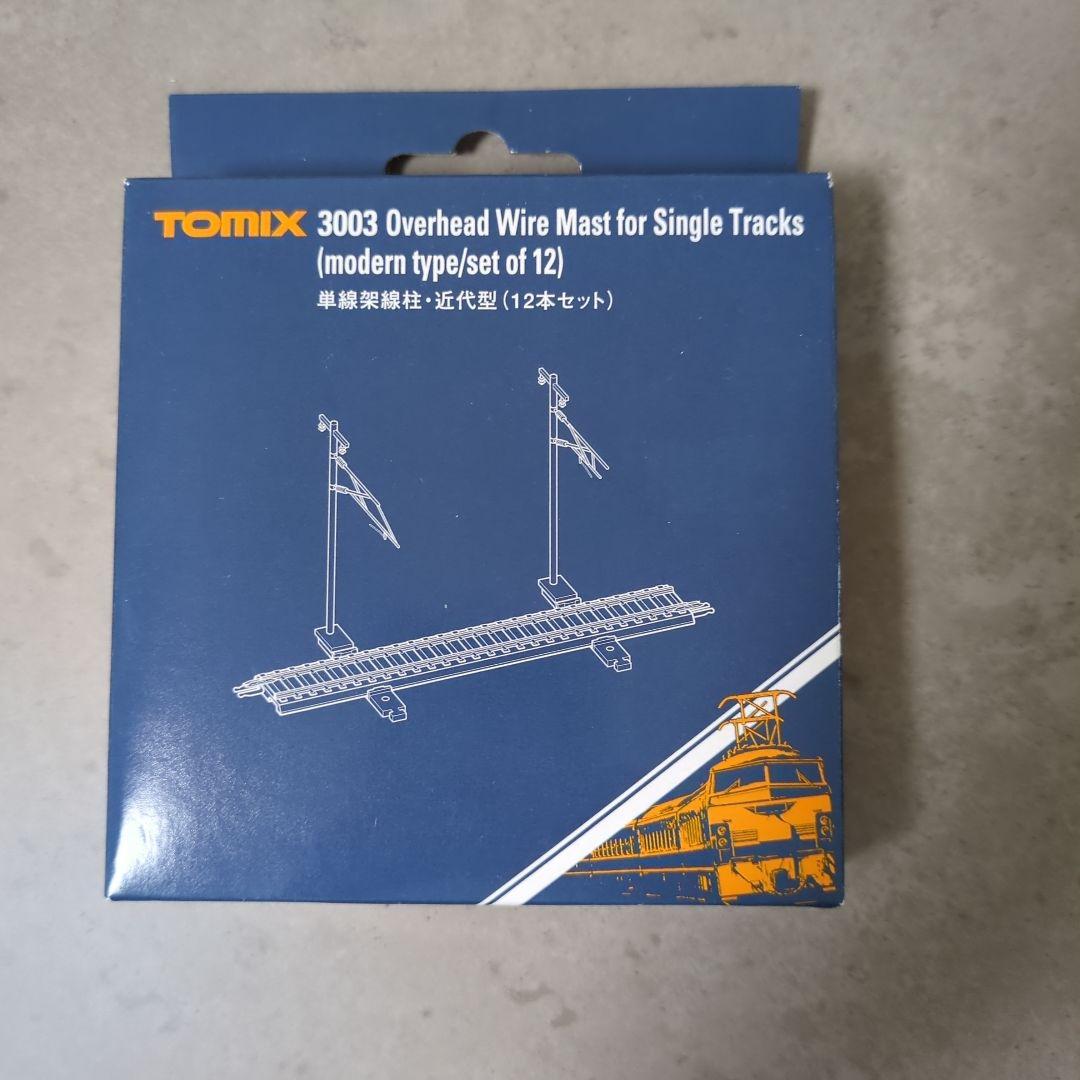 TOMIX 3003 Overhead Wire Mast for Single Tracks
(modern type/set of 12)
単線架線柱・近代型(12本セット)